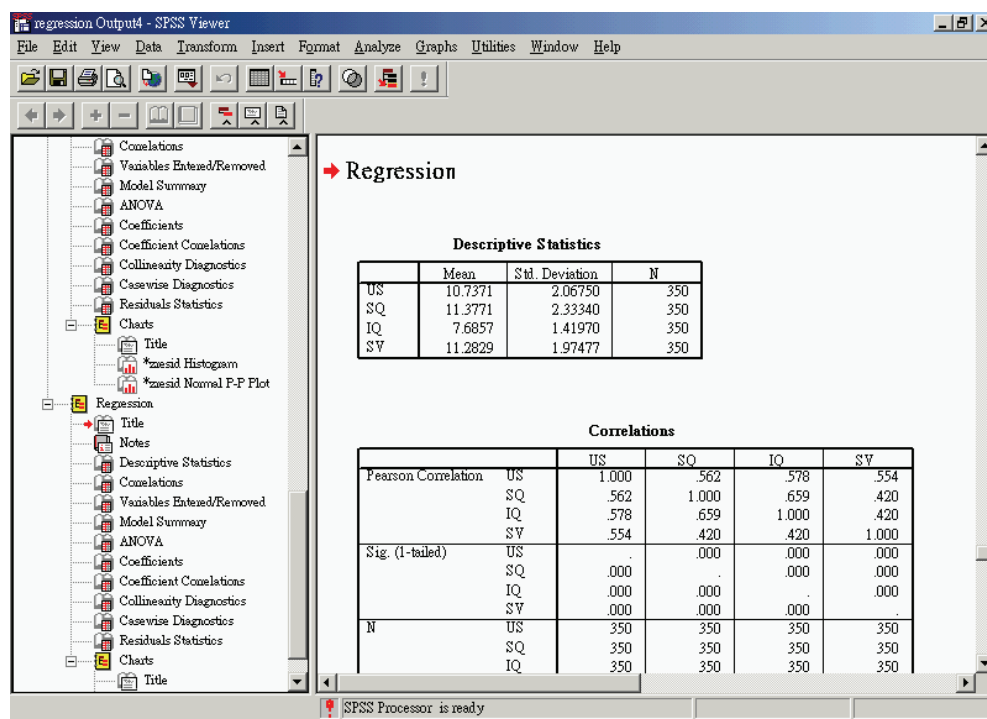 regression Output4 - SPSS Viewer
File Edit View Data Transform Insert Format Analyze Graphs Utilities Window Help
Correlations
Variables Entered/Removed
Model Summary
ANOVA
Coefficients
Coefficient Correlations
Collinearity Diagnostics
Casewise Diagnostics
Residuals Statistics
Charts
Title
*zresid Histogram
*zresid Normal P-P Plot
Regression
Title
Notes
Descriptive Statistics
Correlations
Variables Entered/Removed
Model Summary
ANOVA
Coefficients
Coefficient Correlations
Collinearity Diagnostics
Casewise Diagnostics
Residuals Statistics
Charts
Title
Regression
Descriptive Statistics
Mean Std. Deviation N
US 10.7371 2.06750 350
SQ 11.3771 2.33340 350
IQ 7.6857 1.41970 350
SV 11.2829 1.97477 350
Correlations
US SQ IQ SV
Pearson Correlation US 1.000 .562 .578 .554
SQ .562 1.000 .659 .420
IQ .578 .659 1.000 .420
SV .554 .420 .420 1.000
Sig. (1-tailed) US . .000 .000 .000
SQ .000 . .000 .000
IQ .000 .000 . .000
SV .000 .000 .000 .
N US 350 350 350 350
SQ 350 350 350 350
IQ 350 350 350 350
SPSS Processor is ready